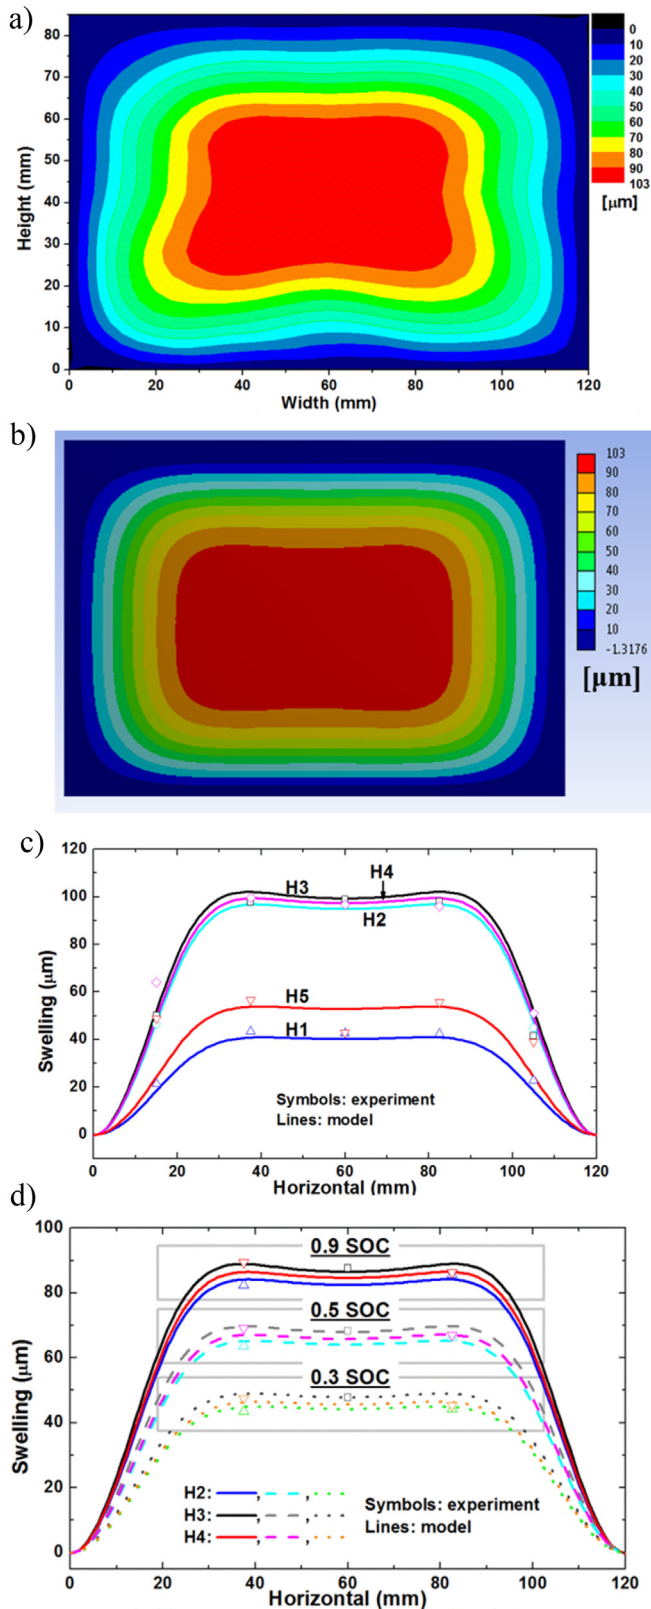 a)
80
70
60
50
40
30
20
10
0
Height (mm)
0 20 40 60 80 100 120
Width (mm)
0
10
20
30
40
50
60
70
80
90
103
[μm]
b)
103
90
80
70
60
50
40
30
20
10
-1.3176
[μm]
c)
120
100
80
60
40
20
0
Swelling (μm)
H3
H4
H2
H5
H1
Symbols: experiment
Lines: model
0 20 40 60 80 100 120
Horizontal (mm)
d)
100
80
60
40
20
0
Swelling (μm)
0.9 SOC
0.5 SOC
0.3 SOC
H2: , ,
H3: , ,
H4: , ,
Symbols: experiment
Lines: model
0 20 40 60 80 100 120
Horizontal (mm)